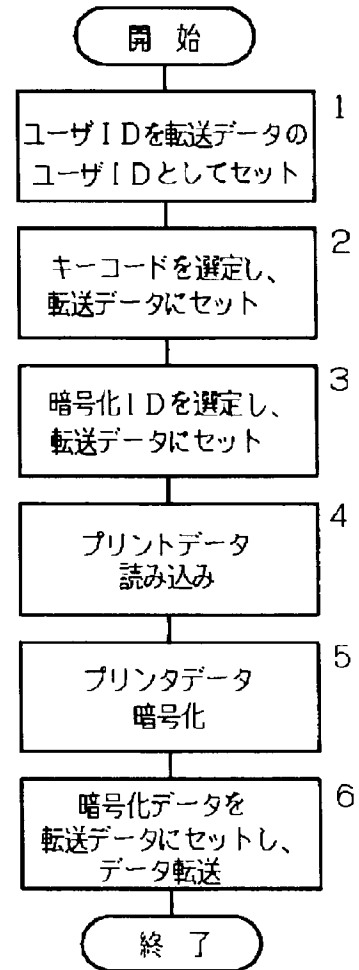 開 始
1
ユーザIDを転送データの
ユーザIDとしてセット
2
キーコードを選定し、
転送データにセット
3
暗号化IDを選定し、
転送データにセット
4
プリントデータ
読み込み
5
プリンタデータ
暗号化
6
暗号化データを
転送データにセットし、
データ転送
終 了